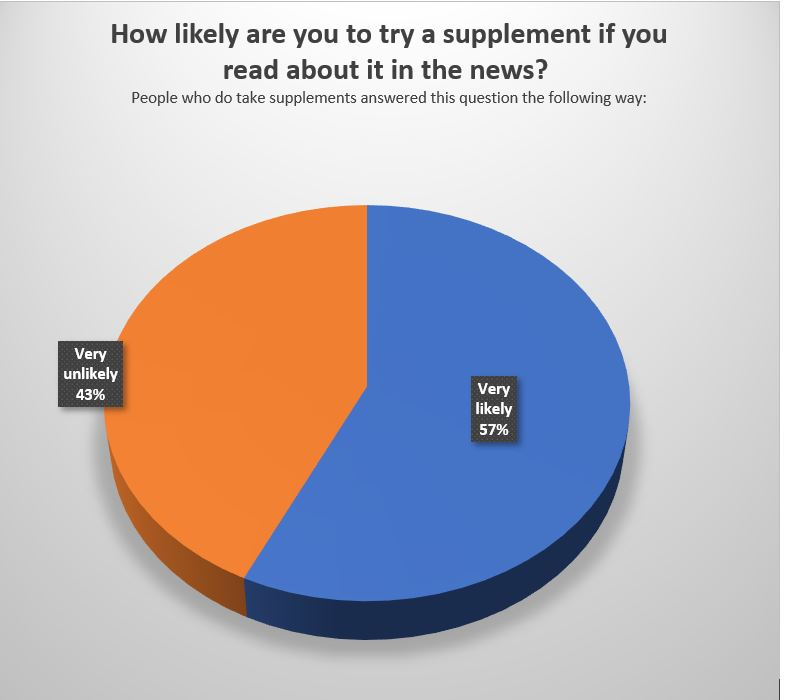 How likely are you to try a supplement if you
read about it in the news?
People who do take supplements answered this question the following way:
Very
unlikely
43%
Very
likely
57%